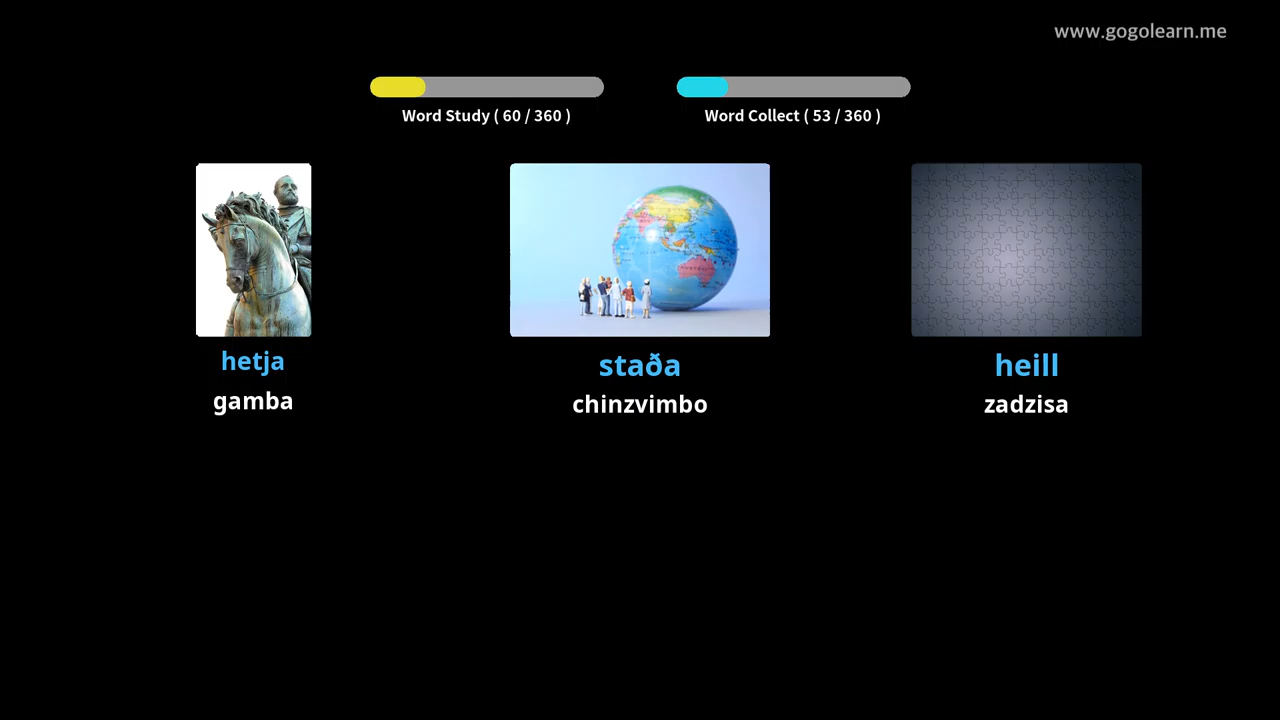 www.gogolearn.me
Word Study ( 60 / 360 )
Word Collect ( 53 / 360 )
hetja
gamba
staða
chinzvimbo
heill
zadzisa